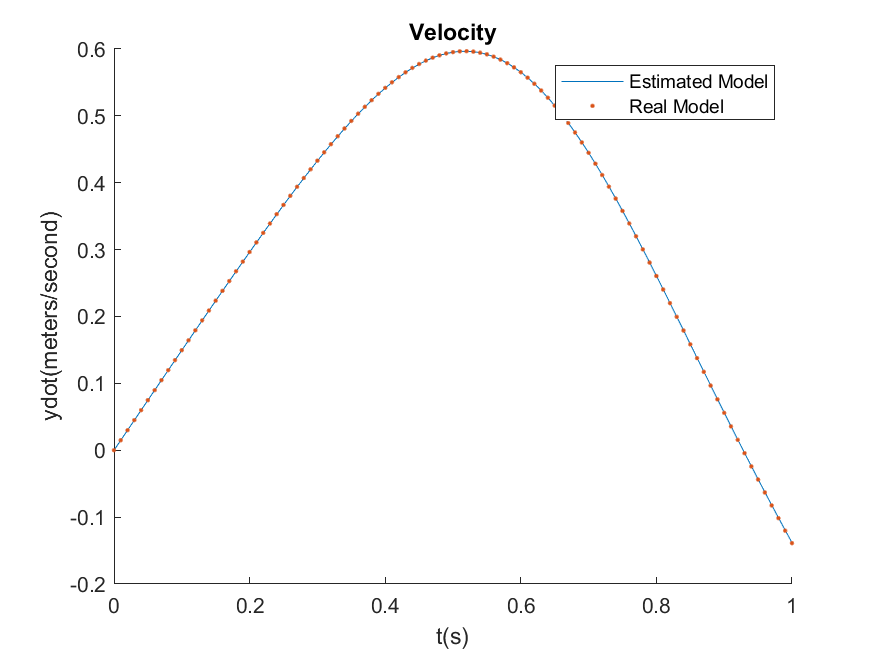 Velocity
0.6
Estimated Model
Real Model
0.5
0.4
0.3
0.2
0.1
0
-0.1
-0.2
ydot(meters/second)
0 0.2 0.4 0.6 0.8 1
t(s)